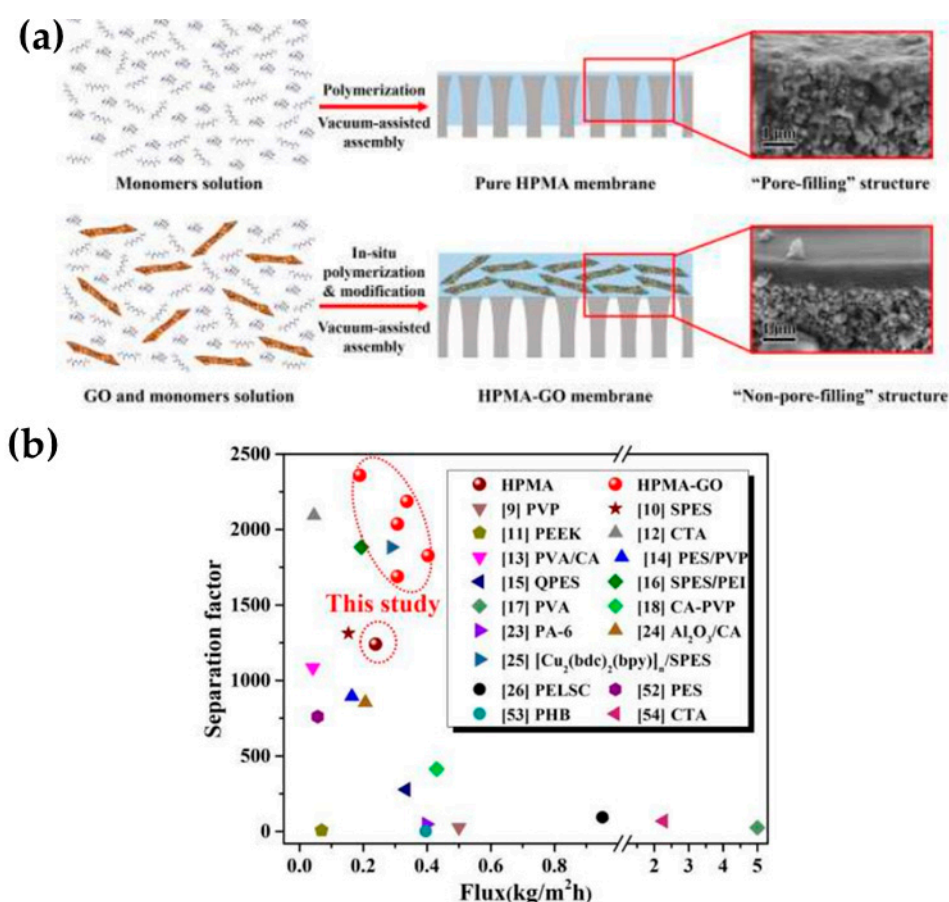 (a)
Polymerization
Vacuum-assisted
assembly
1 μm
Monomers solution
Pure HPMA membrane
“Pore-filling” structure
In-situ
polymerization
& modification
Vacuum-assisted
assembly
1 μm
GO and monomers solution
HPMA-GO membrane
“Non-pore-filling” structure
(b)
Separation factor
2500
2000
1500
1000
500
0
This study
HPMA
HPMA-GO
[9] PVP
[10] SPES
[11] PEEK
[12] CTA
[13] PVA/CA
[14] PES/PVP
[15] QPES
[16] SPES/PEI
[17] PVA
[18] CA-PVP
[23] PA-6
[24] Al₂O₃/CA
[25] [Cu₂(bdc)₂(bpy)]ₙ/SPES
[26] PELSC
[52] PES
[53] PHB
[54] CTA
0.0 0.2 0.4 0.6 0.8 2 3 4 5
Flux(kg/m²h)